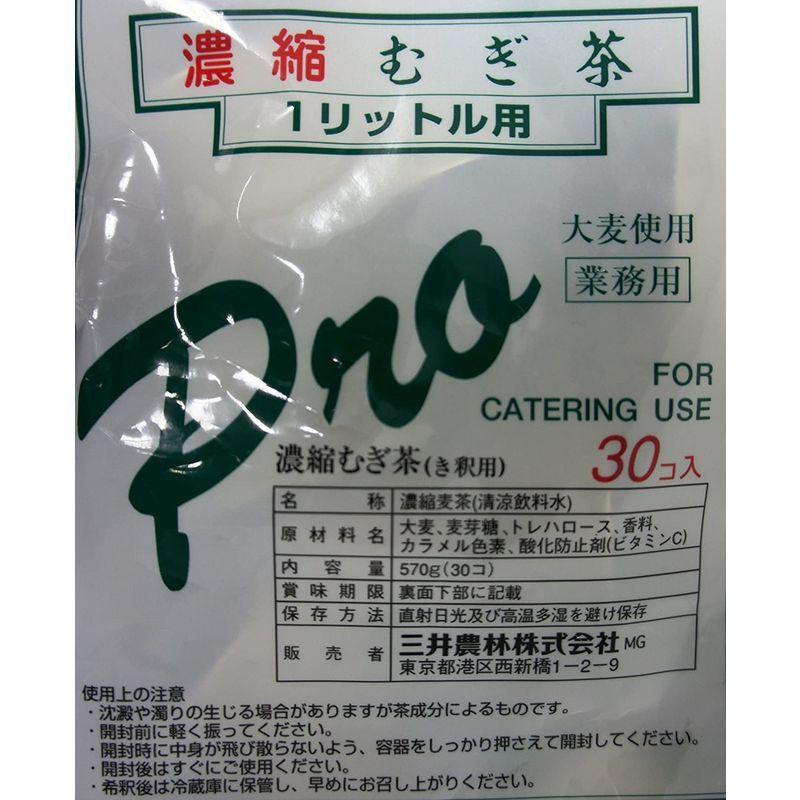 濃縮むぎ茶
1リットル用
大麦使用
業務用
Pro
FOR
CATERING USE
濃縮むぎ茶(き釈用) 30コ入
名称 濃縮麦茶(清涼飲料水)
原材料名 大麦、麦芽糖、トレハロース、香料、
カラメル色素、酸化防止剤(ビタミンC)
内容量 570g(30コ)
賞味期限 裏面下部に記載
保存方法 直射日光及び高温多湿を避け保存
販売者 三井農林株式会社 MG
東京都港区西新橋1-2-9
使用上の注意
・沈澱や濁りの生じる場合がありますが茶成分によるものです。
・開封前に軽く振ってください。
・開封時に中身が飛び散らないよう、容器をしっかり押さえて開封してください。
・開封後はすぐにご使用ください。
・希釈後は冷蔵庫に保管し、早めにお召し上がりください。